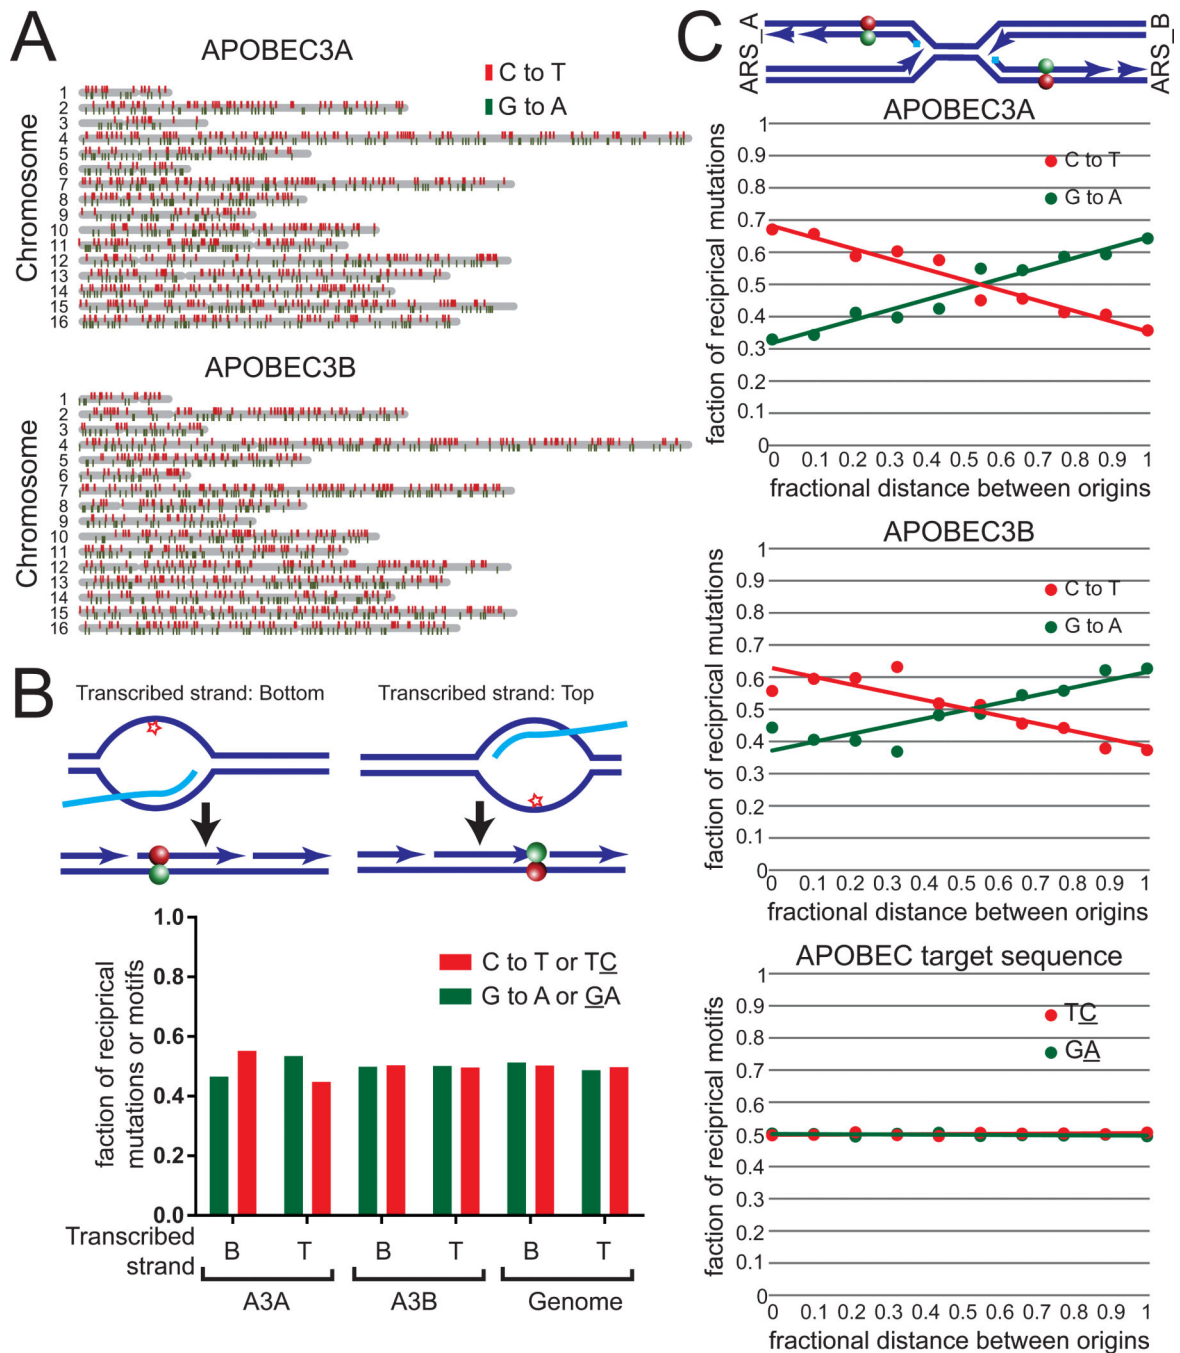 A
APOBEC3A
C to T
G to A
Chromosome
1
2
3
4
5
6
7
8
9
10
11
12
13
14
15
16
APOBEC3B
Chromosome
1
2
3
4
5
6
7
8
9
10
11
12
13
14
15
16
B
Transcribed strand: Bottom
Transcribed strand: Top
1.0
0.8
0.6
0.4
0.2
0.0
faction of reciprical
mutations or motifs
C to T or TC
G to A or GA
Transcribed
strand
B T B T B T
A3A A3B Genome
C
ARS_A
ARS_B
APOBEC3A
faction of reciprical mutations
1
0.9
0.8
0.7
0.6
0.5
0.4
0.3
0.2
0.1
0
C to T
G to A
0 0.1 0.2 0.3 0.4 0.5 0.6 0.7 0.8 0.9 1
fractional distance between origins
APOBEC3B
faction of reciprical mutations
1
0.9
0.8
0.7
0.6
0.5
0.4
0.3
0.2
0.1
0
C to T
G to A
0 0.1 0.2 0.3 0.4 0.5 0.6 0.7 0.8 0.9 1
fractional distance between origins
APOBEC target sequence
faction of reciprical motifs
1
0.9
0.8
0.7
0.6
0.5
0.4
0.3
0.2
0.1
0
TC
GA
0 0.1 0.2 0.3 0.4 0.5 0.6 0.7 0.8 0.9 1
fractional distance between origins